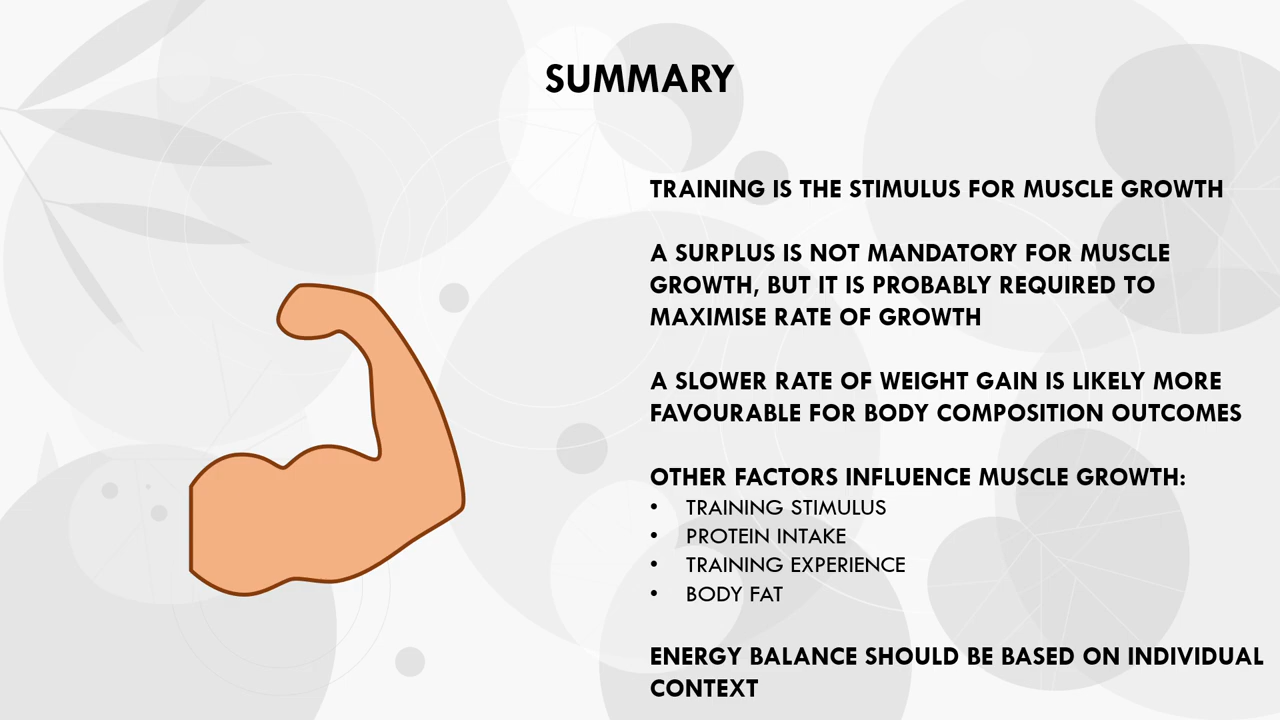 SUMMARY
TRAINING IS THE STIMULUS FOR MUSCLE GROWTH
A SURPLUS IS NOT MANDATORY FOR MUSCLE
GROWTH, BUT IT IS PROBABLY REQUIRED TO
MAXIMISE RATE OF GROWTH
A SLOWER RATE OF WEIGHT GAIN IS LIKELY MORE
FAVOURABLE FOR BODY COMPOSITION OUTCOMES
OTHER FACTORS INFLUENCE MUSCLE GROWTH:
• TRAINING STIMULUS
• PROTEIN INTAKE
• TRAINING EXPERIENCE
• BODY FAT
ENERGY BALANCE SHOULD BE BASED ON INDIVIDUAL
CONTEXT